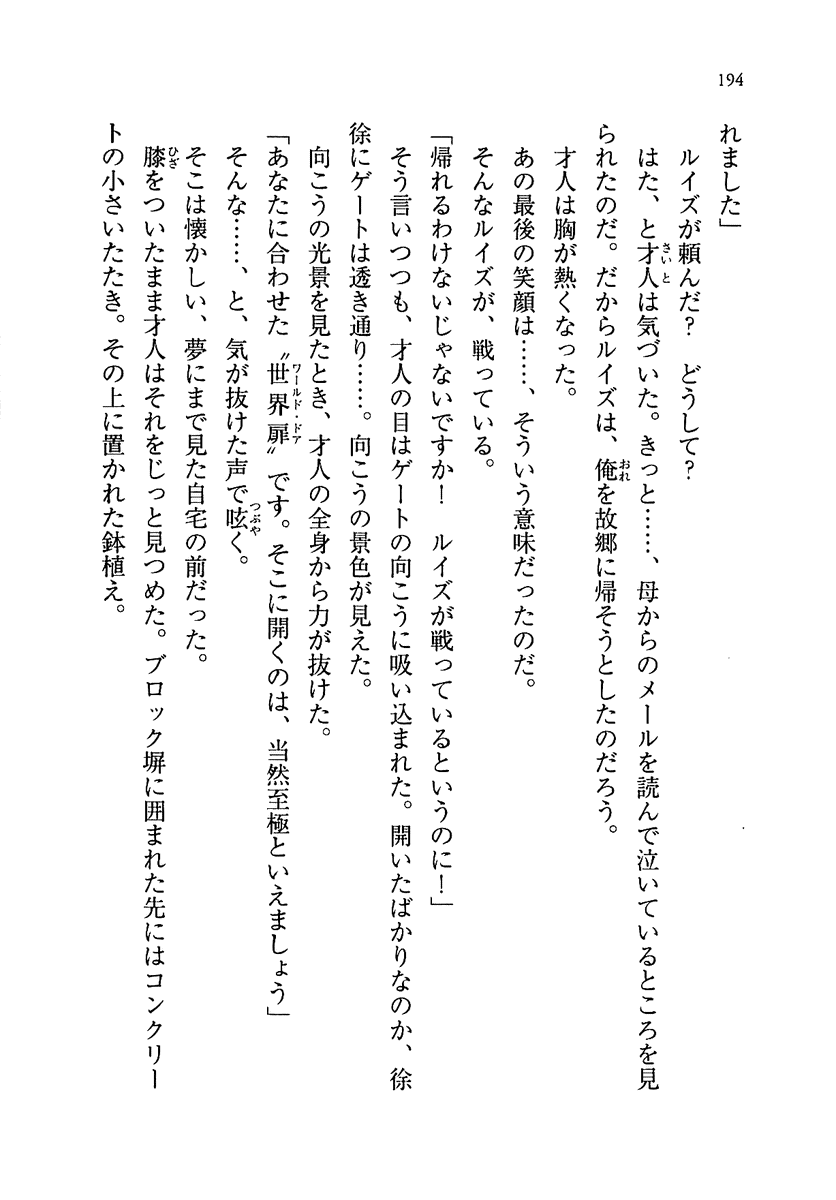 194
れました」
　ルイズが頼んだ？　どうして？
　はた、と才人は気づいた。きっと……、母からのメールを読んで泣いているところを見
られたのだ。だからルイズは、俺を故郷に帰そうとしたのだろう。
　才人は胸が熱くなった。
　あの最後の笑顔は……、そういう意味だったのだ。
　そんなルイズが、戦っている。
「帰れるわけないじゃないですか！　ルイズが戦っているというのに！」
　そう言いつつも、才人の目はゲートの向こうに吸い込まれた。開いたばかりなのか、徐
徐にゲートは透き通り……。向こうの景色が見えた。
　向こうの光景を見たとき、才人の全身から力が抜けた。
「あなたに合わせた〝世界扉〟です。そこに開くのは、当然至極といえましょう」
　そんな……、と、気が抜けた声で呟く。
　そこは懐かしい、夢にまで見た自宅の前だった。
　膝をついたまま才人はそれをじっと見つめた。ブロック塀に囲まれた先にはコンクリー
トの小さいたたき。その上に置かれた鉢植え。